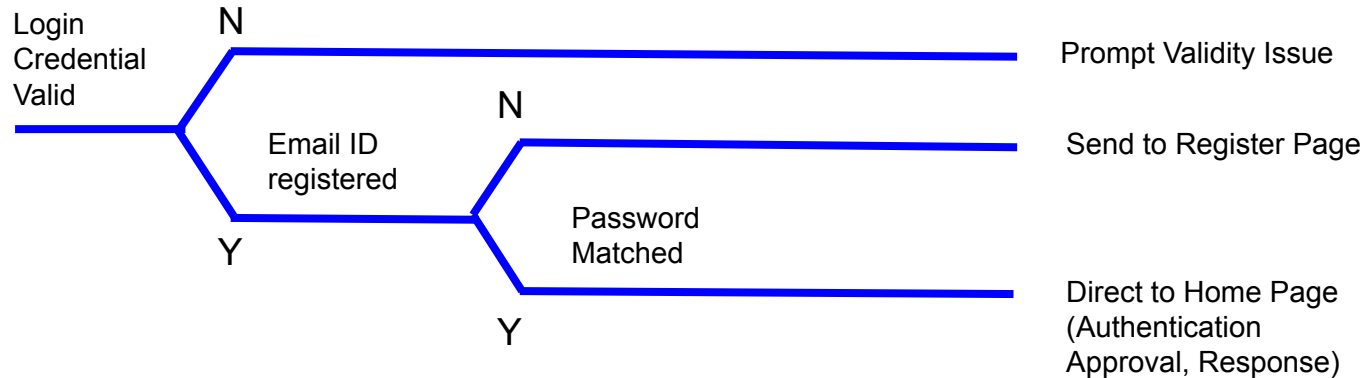 Login
Credential
Valid
N
Prompt Validity Issue
N
Email ID
registered
Send to Register Page
Password
Matched
Y
Direct to Home Page
(Authentication
Approval, Response)
Y